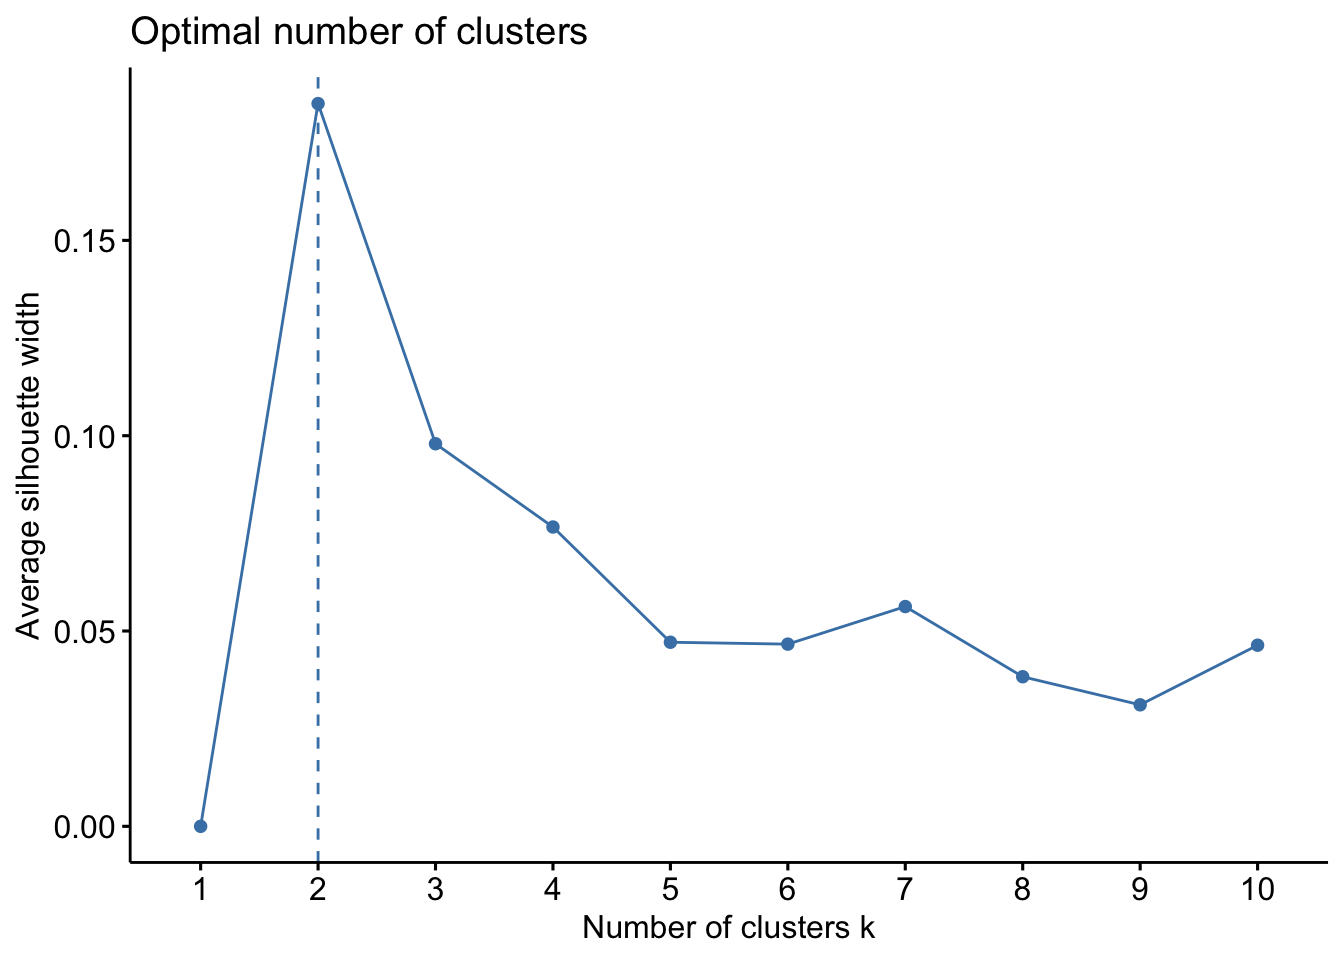 Optimal number of clusters
Average silhouette width
0.15
0.10
0.05
0.00
1 2 3 4 5 6 7 8 9 10
Number of clusters k